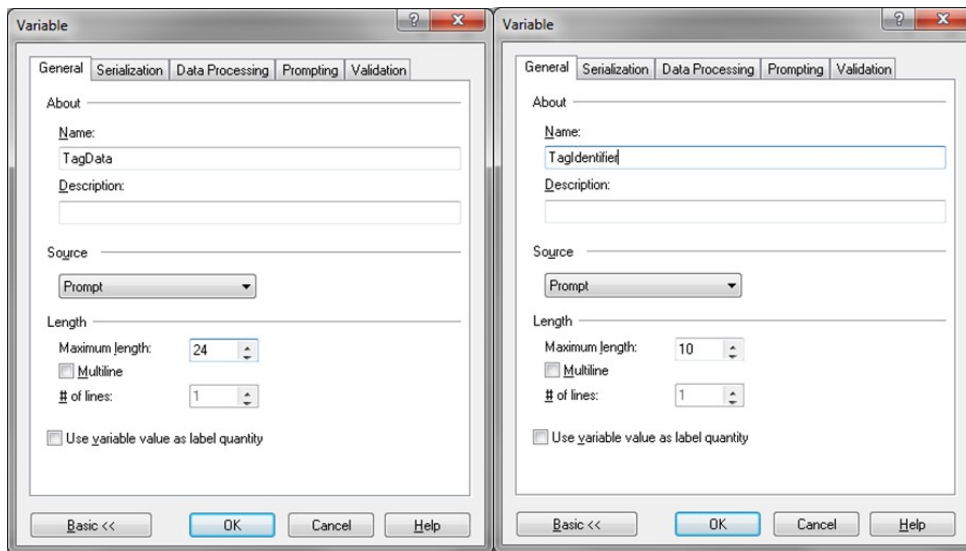 Variable
General Serialization Data Processing Prompting Validation
About
Name:
TagData
Description:
Source
Prompt
Length
Maximum length: 24
Multiline
# of lines: 1
Use variable value as label quantity
Basic << OK Cancel Help
Variable
General Serialization Data Processing Prompting Validation
About
Name:
TagIdentifier
Description:
Source
Prompt
Length
Maximum length: 10
Multiline
# of lines: 1
Use variable value as label quantity
Basic << OK Cancel Help